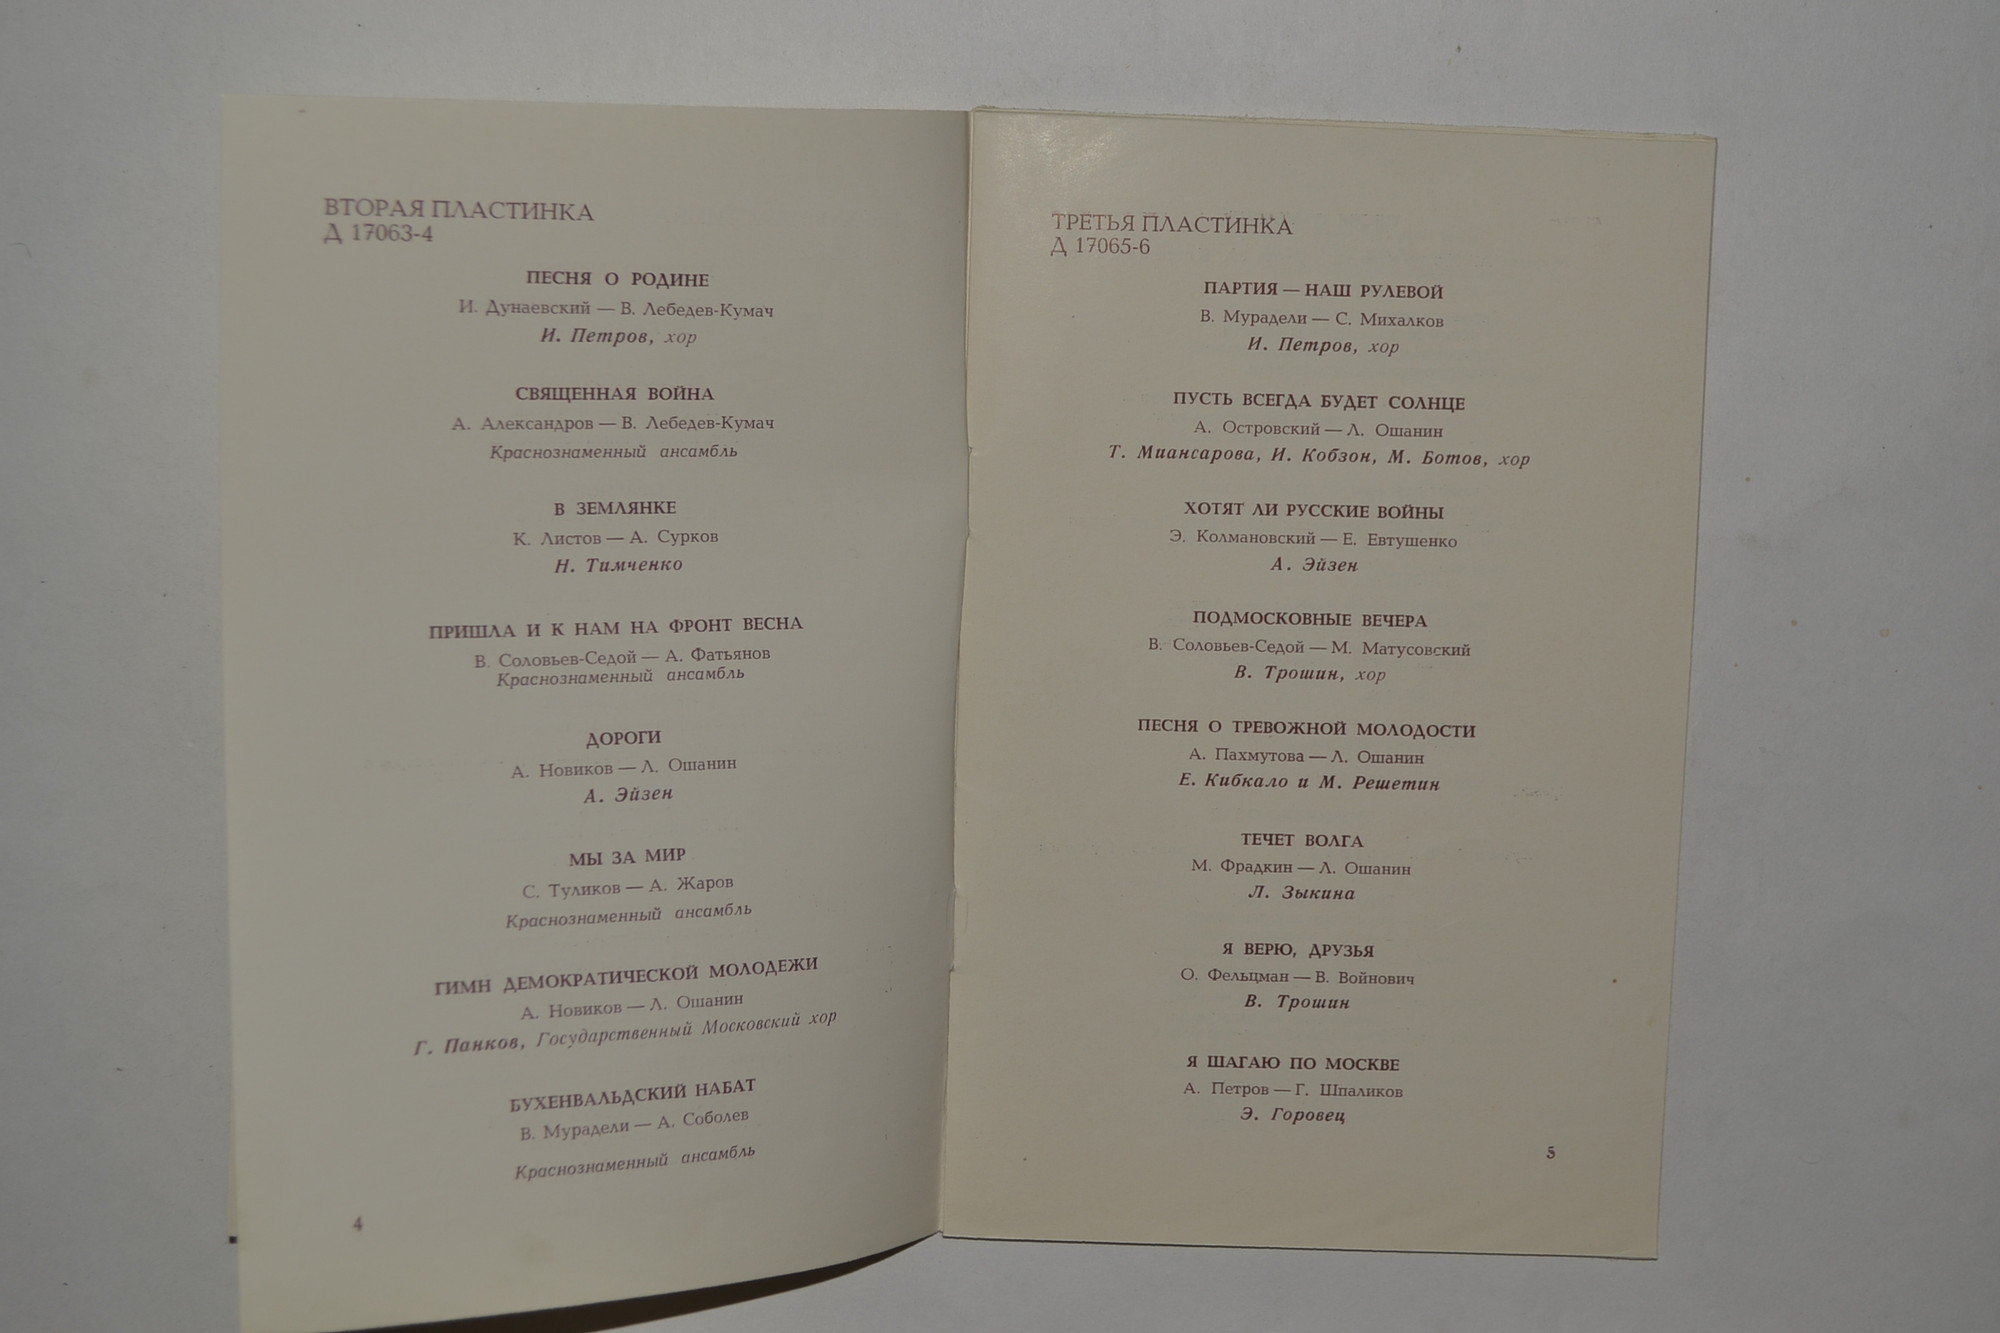 ВТОРАЯ ПЛАСТИНКА
Д 17063-4
ПЕСНЯ О РОДИНЕ
И. Дунаевский — В. Лебедев-Кумач
И. Петров, хор
СВЯЩЕННАЯ ВОЙНА
А. Александров — В. Лебедев-Кумач
Краснознаменный ансамбль
В ЗЕМЛЯНКЕ
К. Листов — А. Сурков
Н. Тимченко
ПРИШЛА И К НАМ НА ФРОНТ ВЕСНА
В. Соловьев-Седой — А. Фатьянов
Краснознаменный ансамбль
ДОРОГИ
А. Новиков — Л. Ошанин
А. Эйзен
МЫ ЗА МИР
С. Туликов — А. Жаров
Краснознаменный ансамбль
ГИМН ДЕМОКРАТИЧЕСКОЙ МОЛОДЕЖИ
А. Новиков — Л. Ошанин
Г. Панков, Государственный Московский хор
БУХЕНВАЛЬДСКИЙ НАБАТ
В. Мурадели — А. Соболев
Краснознаменный ансамбль
4
ТРЕТЬЯ ПЛАСТИНКА
Д 17065-6
ПАРТИЯ — НАШ РУЛЕВОЙ
В. Мурадели — С. Михалков
И. Петров, хор
ПУСТЬ ВСЕГДА БУДЕТ СОЛНЦЕ
А. Островский — Л. Ошанин
Т. Миансарова, И. Кобзон, М. Ботов, хор
ХОТЯТ ЛИ РУССКИЕ ВОЙНЫ
Э. Колмановский — Е. Евтушенко
А. Эйзен
ПОДМОСКОВНЫЕ ВЕЧЕРА
В. Соловьев-Седой — М. Матусовский
В. Трошин, хор
ПЕСНЯ О ТРЕВОЖНОЙ МОЛОДОСТИ
А. Пахмутова — Л. Ошанин
Е. Кибкало и М. Решетин
ТЕЧЕТ ВОЛГА
М. Фрадкин — Л. Ошанин
Л. Зыкина
Я ВЕРЮ, ДРУЗЬЯ
О. Фельцман — В. Войнович
В. Трошин
Я ШАГАЮ ПО МОСКВЕ
А. Петров — Г. Шпаликов
Э. Горовец
5